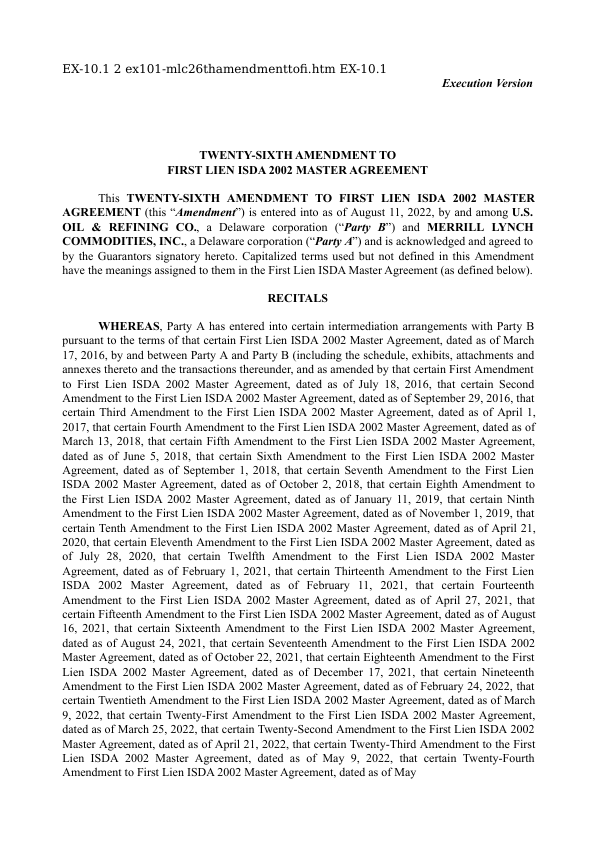 EX-10.1 2 ex101-mlc26thamendmenttofi.htm EX-10.1
Execution Version
TWENTY-SIXTH AMENDMENT TO
FIRST LIEN ISDA 2002 MASTER AGREEMENT
This TWENTY-SIXTH AMENDMENT TO FIRST LIEN ISDA 2002 MASTER
AGREEMENT (this “Amendment”) is entered into as of August 11, 2022, by and among U.S.
OIL & REFINING CO., a Delaware corporation (“Party B”) and MERRILL LYNCH
COMMODITIES, INC., a Delaware corporation (“Party A”) and is acknowledged and agreed to
by the Guarantors signatory hereto. Capitalized terms used but not defined in this Amendment
have the meanings assigned to them in the First Lien ISDA Master Agreement (as defined below).
RECITALS
WHEREAS, Party A has entered into certain intermediation arrangements with Party B
pursuant to the terms of that certain First Lien ISDA 2002 Master Agreement, dated as of March
17, 2016, by and between Party A and Party B (including the schedule, exhibits, attachments and
annexes thereto and the transactions thereunder, and as amended by that certain First Amendment
to First Lien ISDA 2002 Master Agreement, dated as of July 18, 2016, that certain Second
Amendment to the First Lien ISDA 2002 Master Agreement, dated as of September 29, 2016, that
certain Third Amendment to the First Lien ISDA 2002 Master Agreement, dated as of April 1,
2017, that certain Fourth Amendment to the First Lien ISDA 2002 Master Agreement, dated as of
March 13, 2018, that certain Fifth Amendment to the First Lien ISDA 2002 Master Agreement,
dated as of June 5, 2018, that certain Sixth Amendment to the First Lien ISDA 2002 Master
Agreement, dated as of September 1, 2018, that certain Seventh Amendment to the First Lien
ISDA 2002 Master Agreement, dated as of October 2, 2018, that certain Eighth Amendment to
the First Lien ISDA 2002 Master Agreement, dated as of January 11, 2019, that certain Ninth
Amendment to the First Lien ISDA 2002 Master Agreement, dated as of November 1, 2019, that
certain Tenth Amendment to the First Lien ISDA 2002 Master Agreement, dated as of April 21,
2020, that certain Eleventh Amendment to the First Lien ISDA 2002 Master Agreement, dated as
of July 28, 2020, that certain Twelfth Amendment to the First Lien ISDA 2002 Master
Agreement, dated as of February 1, 2021, that certain Thirteenth Amendment to the First Lien
ISDA 2002 Master Agreement, dated as of February 11, 2021, that certain Fourteenth
Amendment to the First Lien ISDA 2002 Master Agreement, dated as of April 27, 2021, that
certain Fifteenth Amendment to the First Lien ISDA 2002 Master Agreement, dated as of August
16, 2021, that certain Sixteenth Amendment to the First Lien ISDA 2002 Master Agreement,
dated as of August 24, 2021, that certain Seventeenth Amendment to the First Lien ISDA 2002
Master Agreement, dated as of October 22, 2021, that certain Eighteenth Amendment to the First
Lien ISDA 2002 Master Agreement, dated as of December 17, 2021, that certain Nineteenth
Amendment to the First Lien ISDA 2002 Master Agreement, dated as of February 24, 2022, that
certain Twentieth Amendment to the First Lien ISDA 2002 Master Agreement, dated as of March
9, 2022, that certain Twenty-First Amendment to the First Lien ISDA 2002 Master Agreement,
dated as of March 25, 2022, that certain Twenty-Second Amendment to the First Lien ISDA 2002
Master Agreement, dated as of April 21, 2022, that certain Twenty-Third Amendment to the First
Lien ISDA 2002 Master Agreement, dated as of May 9, 2022, that certain Twenty-Fourth
Amendment to First Lien ISDA 2002 Master Agreement, dated as of May